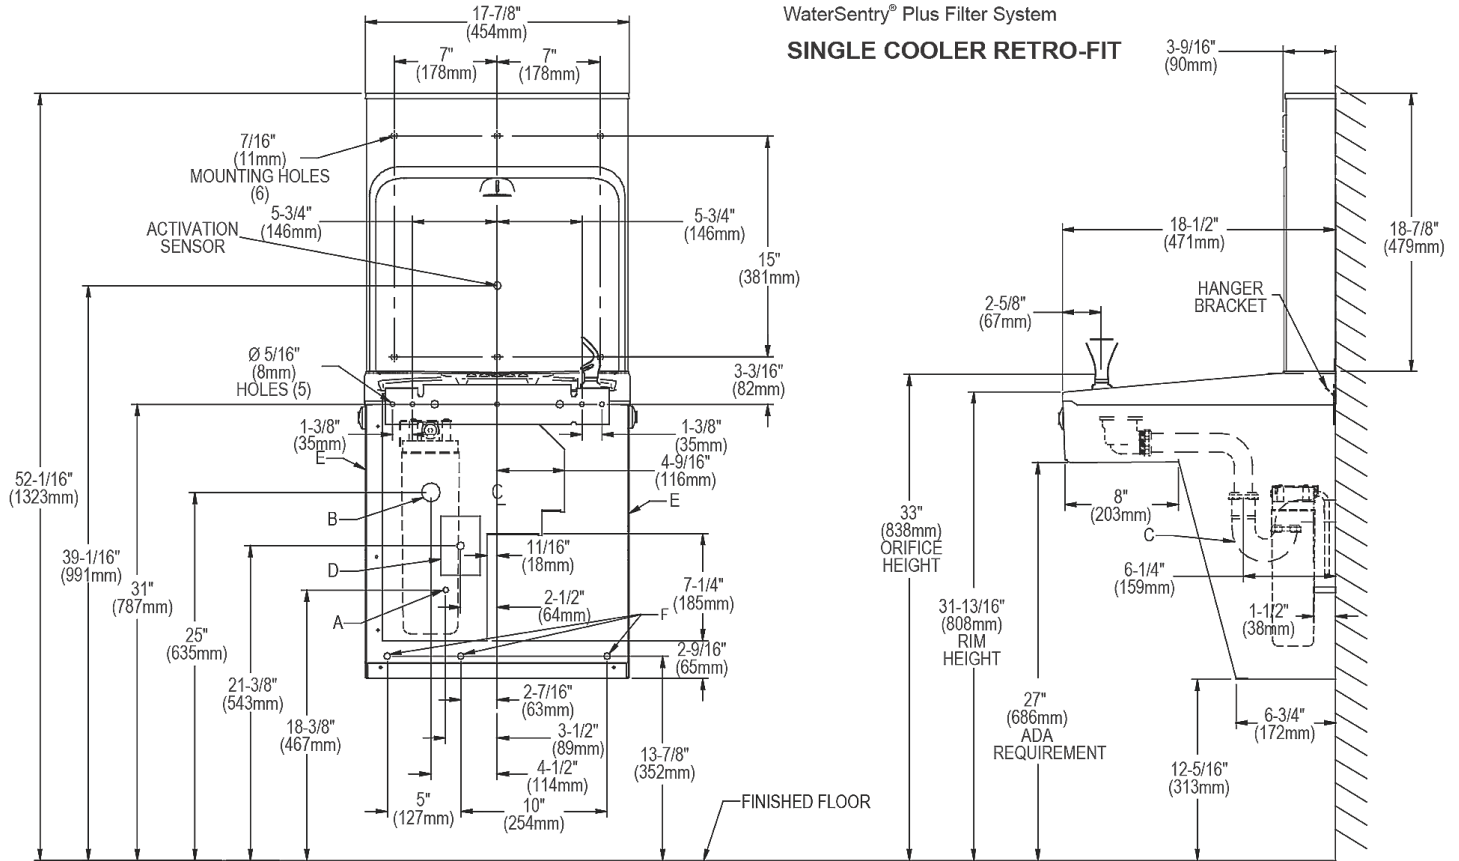 WaterSentry® Plus Filter System
SINGLE COOLER RETRO-FIT
17-7/8"
(454mm)
7"
(178mm)
7"
(178mm)
3-9/16"
(90mm)
7/16"
(11mm)
MOUNTING HOLES
(6)
5-3/4"
(146mm)
5-3/4"
(146mm)
ACTIVATION
SENSOR
15"
(381mm)
18-1/2"
(471mm)
18-7/8"
(479mm)
HANGER
BRACKET
2-5/8"
(67mm)
Ø 5/16"
(8mm)
HOLES (5)
3-3/16"
(82mm)
1-3/8"
(35mm)
1-3/8"
(35mm)
E
4-9/16"
(116mm)
52-1/16"
(1323mm)
B
C
L
E
8"
(203mm)
33"
(838mm)
ORIFICE
HEIGHT
C
39-1/16"
(991mm)
D
11/16"
(18mm)
6-1/4"
(159mm)
31"
(787mm)
7-1/4"
(185mm)
2-1/2"
(64mm)
F
A
31-13/16"
(808mm)
RIM
HEIGHT
1-1/2"
(38mm)
25"
(635mm)
2-9/16"
(65mm)
21-3/8"
(543mm)
2-7/16"
(63mm)
27"
(686mm)
ADA
REQUIREMENT
6-3/4"
(172mm)
18-3/8"
(467mm)
3-1/2"
(89mm)
13-7/8"
(352mm)
4-1/2"
(114mm)
12-5/16"
(313mm)
5"
(127mm)
10"
(254mm)
FINISHED FLOOR